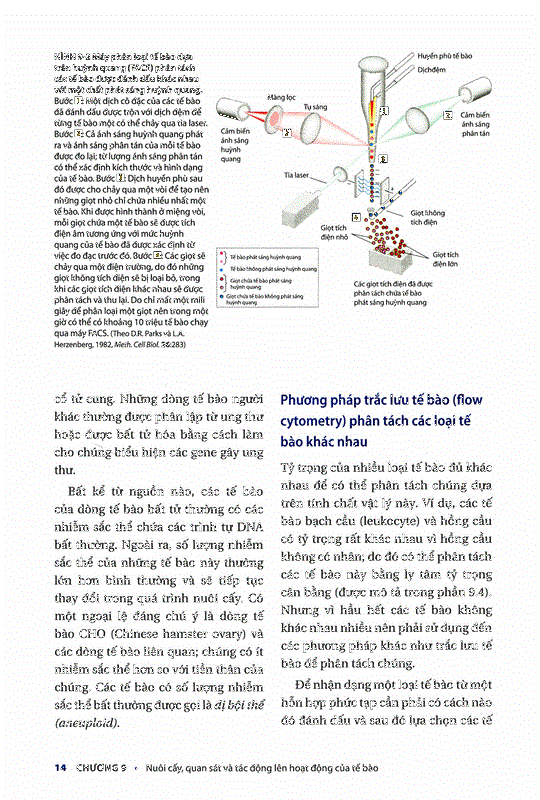 HÌNH 9-2 Máy phân loại tế bào dựa
trên huỳnh quang (FACS) phân tách
các tế bào được đánh dấu khác nhau
với một chất phát sáng huỳnh quang.
Bước 1: Một dịch cô đặc của các tế bào
đã đánh dấu được trộn với dịch đệm để
từng tế bào một có thể chảy qua tia laser.
Bước 2: Cả ánh sáng huỳnh quang phát
ra và ánh sáng phân tán của mỗi tế bào
được đo lại; từ lượng ánh sáng phân tán
có thể xác định kích thước và hình dạng
của tế bào. Bước 3: Dịch huyền phù sau
đó được cho chảy qua một vòi để tạo nên
những giọt nhỏ chỉ chứa nhiều nhất một
tế bào. Khi được hình thành ở miệng vòi,
mỗi giọt chứa một tế bào sẽ được tích
điện âm tương ứng với mức huỳnh
quang của tế bào đã được xác định từ
việc đo đạc trước đó. Bước 4: Các giọt sẽ
chảy qua một điện trường, do đó những
giọt không tích điện sẽ bị loại bỏ, trong
khi các giọt tích điện khác nhau sẽ được
phân tách và thu lại. Do chỉ mất một mili
giây để phân loại một giọt nên trong một
giờ có thể có khoảng 10 triệu tế bào chạy
qua máy FACS. (Theo D.R. Parks và L.A.
Herzenberg, 1982, Meth. Cell Biol. 26:283)
Huyền phù tế bào
Dịch đệm
Màng lọc
Tụ sáng
Cảm biến
ánh sáng
huỳnh
quang
Cảm biến
ánh sáng
phân tán
1
2
2
3
Tia laser
4
Giọt không
tích điện
Giọt tích
điện nhỏ
Giọt tích
điện lớn
Tế bào phát sáng huỳnh quang
Tế bào không phát sáng huỳnh quang
Giọt chứa tế bào phát sáng
huỳnh quang
Giọt chứa tế bào không phát sáng
huỳnh quang
Các giọt tích điện đã được
phân tách chứa tế bào
phát sáng huỳnh quang
cổ tử cung. Những dòng tế bào người
khác thường được phân lập từ ung thư
hoặc được bất tử hóa bằng cách làm
cho chúng biểu hiện các gene gây ung
thư.
Bất kể từ nguồn nào, các tế bào
của dòng tế bào bất tử thường có các
nhiễm sắc thể chứa các trình tự DNA
bất thường. Ngoài ra, số lượng nhiễm
sắc thể của những tế bào này thường
lớn hơn bình thường và sẽ tiếp tục
thay đổi trong quá trình nuôi cấy. Có
một ngoại lệ đáng chú ý là dòng tế
bào CHO (Chinese hamster ovary) và
các dòng tế bào liên quan; chúng có ít
nhiễm sắc thể hơn so với tiền thân của
chúng. Các tế bào có số lượng nhiễm
sắc thể bất thường được gọi là dị bội thể
(aneuploid).
Phương pháp trắc lưu tế bào (flow
cytometry) phân tách các loại tế
bào khác nhau
Tỷ trọng của nhiều loại tế bào đủ khác
nhau để có thể phân tách chúng dựa
trên tính chất vật lý này. Ví dụ, các tế
bào bạch cầu (leukocyte) và hồng cầu
có tỷ trọng rất khác nhau vì hồng cầu
không có nhân; do đó có thể phân tách
các tế bào này bằng ly tâm tỷ trọng
cân bằng (được mô tả trong phần 9.4).
Nhưng vì hầu hết các tế bào không
khác nhau nhiều nên phải sử dụng đến
các phương pháp khác như trắc lưu tế
bào để phân tách chúng.
Để nhận dạng một loại tế bào từ một
hỗn hợp phức tạp cần phải có cách nào
đó đánh dấu và sau đó lựa chọn các tế
14 CHƯƠNG 9 • Nuôi cấy, quan sát và tác động lên hoạt động của tế bào